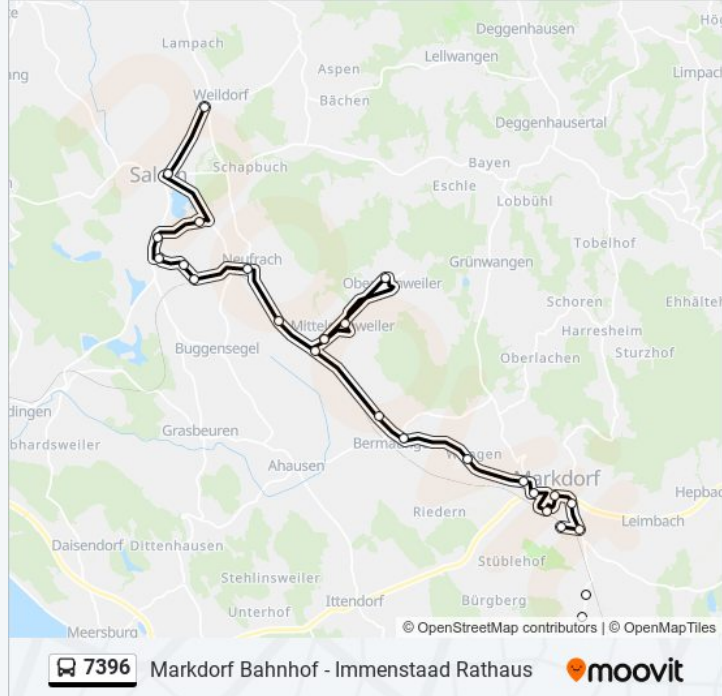 Deggenhausen
Höge
Lampach
Lellwangen
Aspen
Limpach
Weildorf
Bächen
Deggenhausertal
Schapbuch
Bayen
Eschle
Lobbühl
Tobelhof
Neufrach
Grünwangen
Schoren
Harresheim
Buggensegel
Oberlachen
Sturzhof
Grasbeuren
Ahausen
Markdorf
Riedern
Leimbach
Daisendorf
Dittenhausen
Stüblehof
Stehlinsweiler
Ittendorf
Bürgberg
Unterhof
Meersburg
© OpenStreetMap contributors | © OpenMapTiles
7396 Markdorf Bahnhof - Immenstaad Rathaus moovit